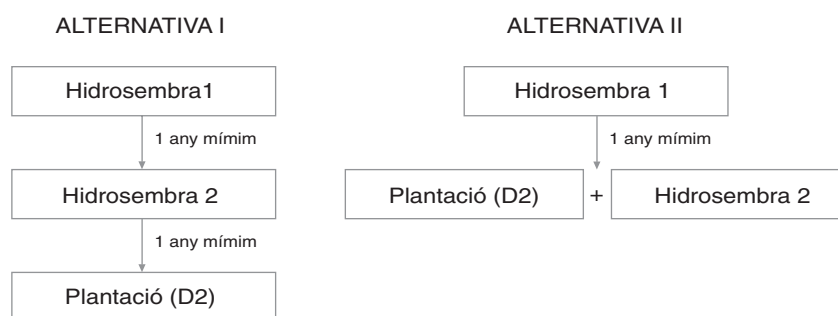 ALTERNATIVA I
Hidrosembra1
1 any mímim
Hidrosembra 2
1 any mímim
Plantació (D2)
ALTERNATIVA II
Hidrosembra 1
1 any mímim
Plantació (D2) + Hidrosembra 2